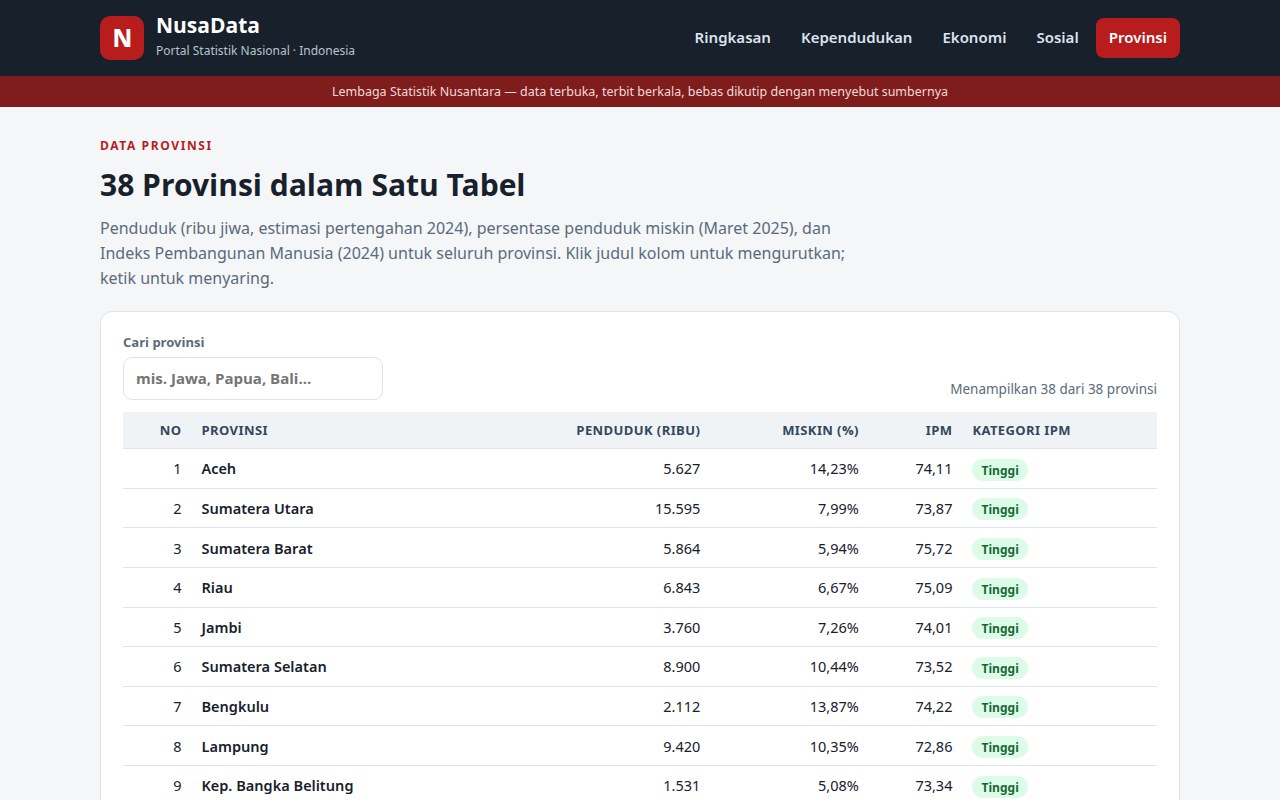 N
NusaData
Portal Statistik Nasional · Indonesia
Ringkasan Kependudukan Ekonomi Sosial Provinsi
Lembaga Statistik Nusantara — data terbuka, terbit berkala, bebas dikutip dengan menyebut sumbernya
DATA PROVINSI
38 Provinsi dalam Satu Tabel
Penduduk (ribu jiwa, estimasi pertengahan 2024), persentase penduduk miskin (Maret 2025), dan
Indeks Pembangunan Manusia (2024) untuk seluruh provinsi. Klik judul kolom untuk mengurutkan;
ketik untuk menyaring.
Cari provinsi
mis. Jawa, Papua, Bali...
Menampilkan 38 dari 38 provinsi
NO PROVINSI PENDUDUK (RIBU) MISKIN (%) IPM KATEGORI IPM
1 Aceh 5.627 14,23% 74,11 Tinggi
2 Sumatera Utara 15.595 7,99% 73,87 Tinggi
3 Sumatera Barat 5.864 5,94% 75,72 Tinggi
4 Riau 6.843 6,67% 75,09 Tinggi
5 Jambi 3.760 7,26% 74,01 Tinggi
6 Sumatera Selatan 8.900 10,44% 73,52 Tinggi
7 Bengkulu 2.112 13,87% 74,22 Tinggi
8 Lampung 9.420 10,35% 72,86 Tinggi
9 Kep. Bangka Belitung 1.531 5,08% 73,34 Tinggi